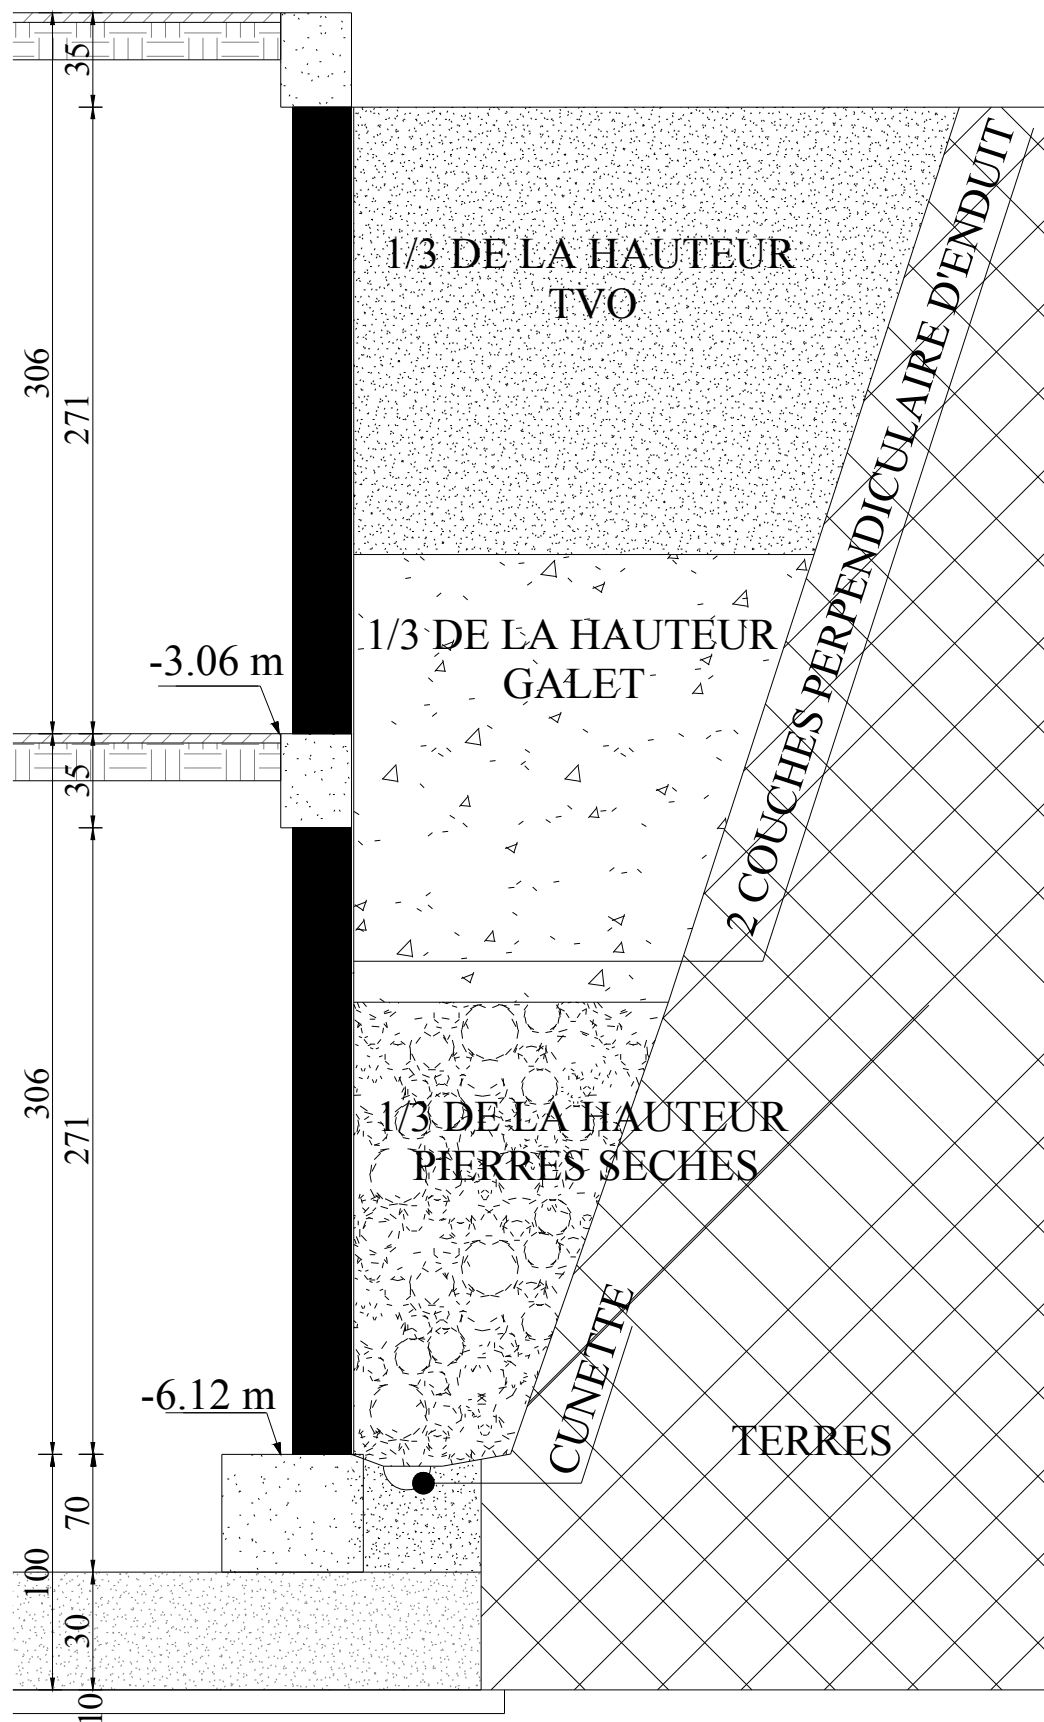 35
1/3 DE LA HAUTEUR
TVO
2 COUCHES PERPENDICULAIRE D'ENDUIT
306
271
1/3 DE LA HAUTEUR
GALET
-3.06 m
35
306
271
1/3 DE LA HAUTEUR
PIERRES SECHES
CUNETTE
-6.12 m
TERRES
70
100
30
10